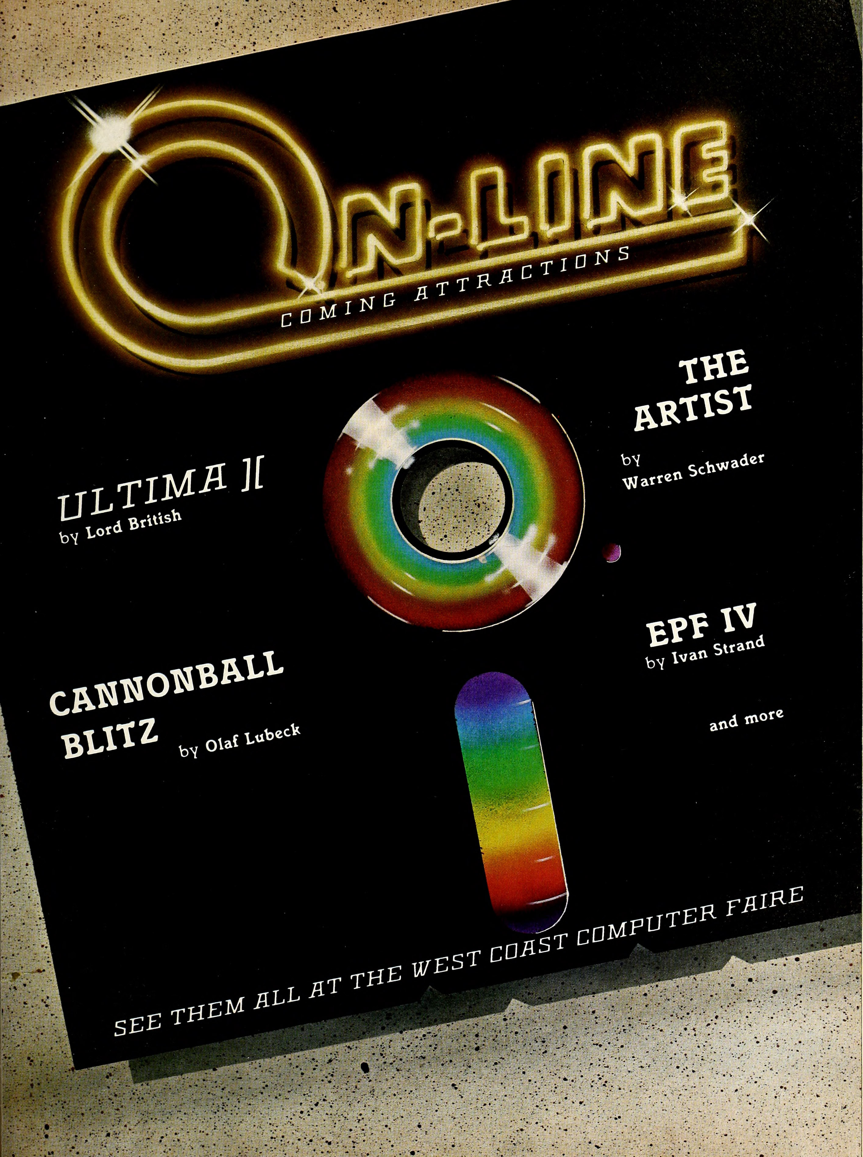 ON-LINE
COMING ATTRACTIONS
THE
ARTIST
by
Warren Schwader
ULTIMA ][
by Lord British
EPF IV
by Ivan Strand
CANNONBALL
BLITZ by Olaf Lubeck
and more
SEE THEM ALL AT THE WEST COAST COMPUTER FAIRE